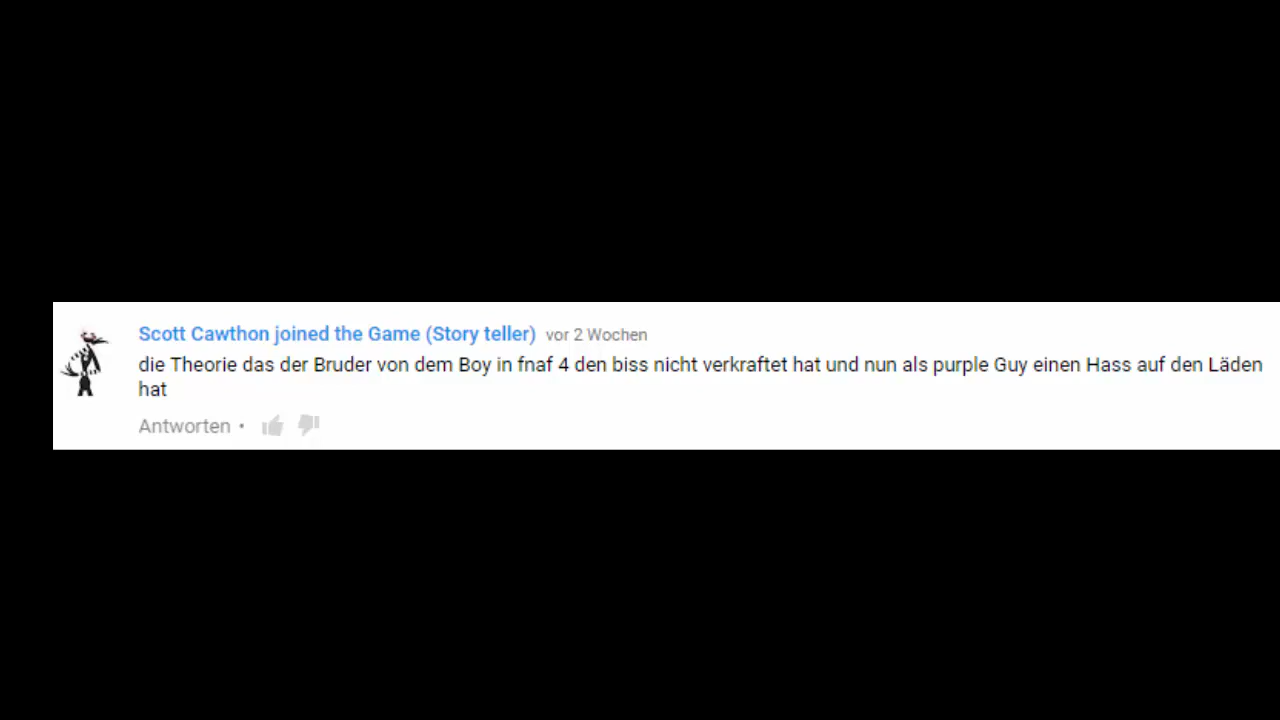 Scott Cawthon joined the Game (Story teller) vor 2 Wochen
die Theorie das der Bruder von dem Boy in fnaf 4 den biss nicht verkraftet hat und nun als purple Guy einen Hass auf den Läden
hat
Antworten •